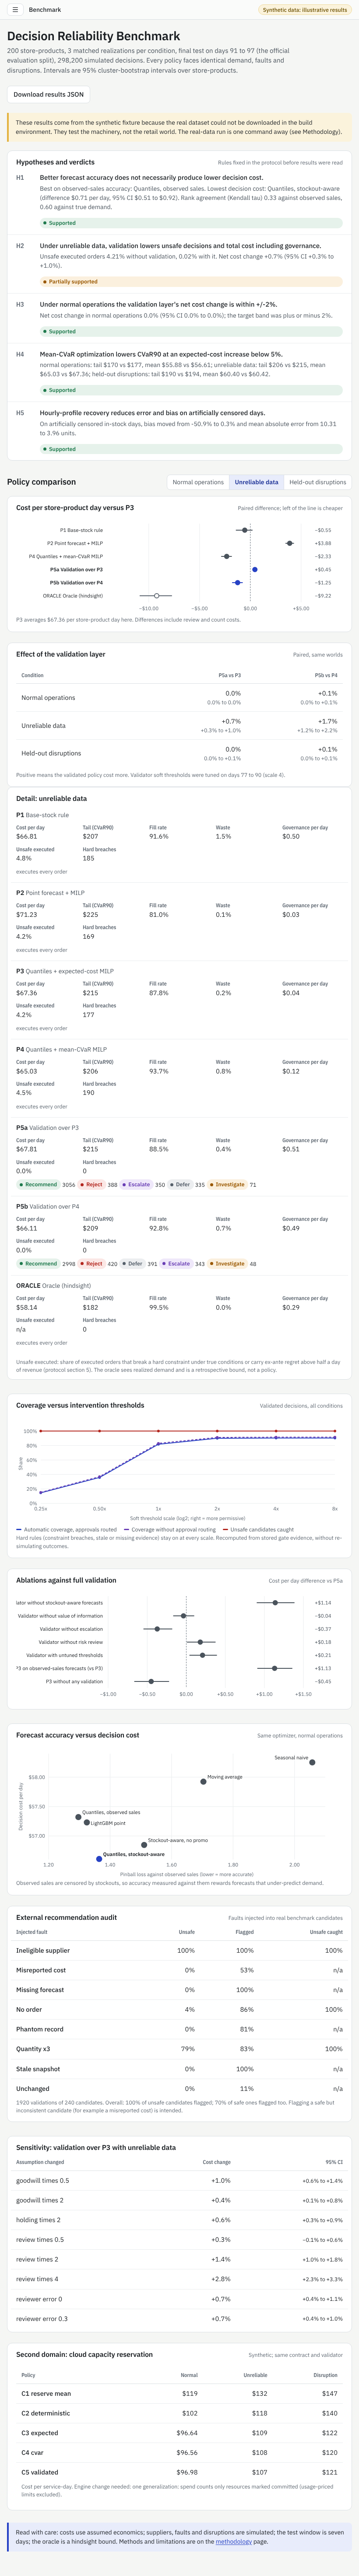 ☰ Benchmark
Synthetic data: illustrative results
Decision Reliability Benchmark
200 store-products, 3 matched realizations per condition, final test on days 91 to 97 (the official
evaluation split), 298,200 simulated decisions. Every policy faces identical demand, faults and
disruptions. Intervals are 95% cluster-bootstrap intervals over store-products.
Download results JSON
These results come from the synthetic fixture because the real dataset could not be downloaded in the build
environment. They test the machinery, not the retail world. The real-data run is one command away (see Methodology).
Hypotheses and verdicts
Rules fixed in the protocol before results were read
H1
Better forecast accuracy does not necessarily produce lower decision cost.
Best on observed-sales accuracy: Quantiles, observed sales. Lowest decision cost: Quantiles, stockout-aware
(difference $0.71 per day, 95% CI $0.51 to $0.92). Rank agreement (Kendall tau) 0.33 against observed sales,
0.60 against true demand.
Supported
H2
Under unreliable data, validation lowers unsafe decisions and total cost including governance.
Unsafe executed orders 4.21% without validation, 0.02% with it. Net cost change +0.7% (95% CI +0.3% to
+1.0%).
Partially supported
H3
Under normal operations the validation layer's net cost change is within +/-2%.
Net cost change in normal operations 0.0% (95% CI 0.0% to 0.0%); the target band was plus or minus 2%.
Supported
H4
Mean-CVaR optimization lowers CVaR90 at an expected-cost increase below 5%.
normal operations: tail $170 vs $177, mean $55.88 vs $56.61; unreliable data: tail $206 vs $215, mean
$65.03 vs $67.36; held-out disruptions: tail $190 vs $194, mean $60.40 vs $60.42.
Supported
H5
Hourly-profile recovery reduces error and bias on artificially censored days.
On artificially censored in-stock days, bias moved from -50.9% to 0.3% and mean absolute error from 10.31
to 3.96 units.
Supported
Policy comparison
Normal operations
Unreliable data
Held-out disruptions
Cost per store-product day versus P3
Paired difference; left of the line is cheaper
P1 Base-stock rule −$0.55
P2 Point forecast + MILP +$3.88
P4 Quantiles + mean-CVaR MILP −$2.33
P5a Validation over P3 +$0.45
P5b Validation over P4 −$1.25
ORACLE Oracle (hindsight) −$9.22
−$10.00 −$5.00 $0.00 +$5.00
P3 averages $67.36 per store-product day here. Differences include review and count costs.
Effect of the validation layer
Paired, same worlds
Condition P5a vs P3 P5b vs P4
Normal operations 0.0% +0.1%
0.0% to 0.0% 0.0% to +0.1%
Unreliable data +0.7% +1.7%
+0.3% to +1.0% +1.2% to +2.2%
Held-out disruptions 0.0% +0.1%
0.0% to +0.1% 0.0% to +0.1%
Positive means the validated policy cost more. Validator soft thresholds were tuned on days 77 to 90 (scale 4).
Detail: unreliable data
P1 Base-stock rule
Cost per day Tail (CVaR90) Fill rate Waste Governance per day
$66.81 $207 91.6% 1.5% $0.50
Unsafe executed Hard breaches
4.8% 185
executes every order
P2 Point forecast + MILP
Cost per day Tail (CVaR90) Fill rate Waste Governance per day
$71.23 $225 81.0% 0.1% $0.03
Unsafe executed Hard breaches
4.2% 169
executes every order
P3 Quantiles + expected-cost MILP
Cost per day Tail (CVaR90) Fill rate Waste Governance per day
$67.36 $215 87.8% 0.2% $0.04
Unsafe executed Hard breaches
4.2% 177
executes every order
P4 Quantiles + mean-CVaR MILP
Cost per day Tail (CVaR90) Fill rate Waste Governance per day
$65.03 $206 93.7% 0.8% $0.12
Unsafe executed Hard breaches
4.5% 190
executes every order
P5a Validation over P3
Cost per day Tail (CVaR90) Fill rate Waste Governance per day
$67.81 $215 88.5% 0.4% $0.51
Unsafe executed Hard breaches
0.0% 0
Recommend 3056 Reject 388 Escalate 350 Defer 335 Investigate 71
P5b Validation over P4
Cost per day Tail (CVaR90) Fill rate Waste Governance per day
$66.11 $209 92.8% 0.7% $0.49
Unsafe executed Hard breaches
0.0% 0
Recommend 2998 Reject 420 Defer 391 Escalate 343 Investigate 48
ORACLE Oracle (hindsight)
Cost per day Tail (CVaR90) Fill rate Waste Governance per day
$58.14 $182 99.5% 0.0% $0.29
Unsafe executed Hard breaches
n/a 0
executes every order
Unsafe executed: share of executed orders that break a hard constraint under true conditions or carry ex-ante regret above half a day
of revenue (protocol section 5). The oracle sees realized demand and is a retrospective bound, not a policy.
Coverage versus intervention thresholds
Validated decisions, all conditions
Share
100%
80%
60%
40%
20%
0%
0.25x 0.50x 1x 2x 4x 8x
Soft threshold scale (log2; right = more permissive)
Automatic coverage, approvals routed Coverage without approval routing Unsafe candidates caught
Hard rules (constraint breaches, stale or missing evidence) stay on at every scale. Recomputed from stored evidence, without re-
simulating outcomes.
Ablations against full validation
Cost per day difference vs P5a
lator without stockout-aware forecasts +$1.14
Validator without value of information −$0.04
Validator without escalation −$0.37
Validator without risk review +$0.18
Validator with untuned thresholds +$0.21
P3 on observed-sales forecasts (vs P3) +$1.13
P3 without any validation −$0.45
−$1.00 −$0.50 $0.00 +$0.50 +$1.00 +$1.50
Forecast accuracy versus decision cost
Same optimizer, normal operations
Decision cost per day
$58.00
$57.50
$57.00
Seasonal naive
Moving average
Quantiles, observed sales
LightGBM point
Stockout-aware, no promo
Quantiles, stockout-aware
1.20 1.40 1.60 1.80 2.00
Pinball loss against observed sales (lower = more accurate)
Observed sales are censored by stockouts, so accuracy measured against them rewards forecasts that under-predict demand.
External recommendation audit
Faults injected into real benchmark candidates
Injected fault Unsafe Flagged Unsafe caught
Ineligible supplier 100% 100% 100%
Misreported cost 0% 53% n/a
Missing forecast 0% 100% n/a
No order 4% 86% 100%
Phantom record 0% 81% n/a
Quantity x3 79% 83% 100%
Stale snapshot 0% 100% n/a
Unchanged 0% 11% n/a
1920 validations of 240 candidates. Overall: 100% of unsafe candidates flagged; 70% of safe ones flagged too. Flagging a safe but
inconsistent candidate (for example a misreported cost) is intended.
Sensitivity: validation over P3 with unreliable data
Assumption changed Cost change 95% CI
goodwill times 0.5 +1.0% +0.6% to +1.4%
goodwill times 2 +0.4% +0.1% to +0.8%
holding times 2 +0.6% +0.3% to +0.9%
review times 0.5 +0.3% −0.1% to +0.6%
review times 2 +1.4% +1.0% to +1.8%
review times 4 +2.8% +2.3% to +3.3%
reviewer error 0 +0.7% +0.4% to +1.1%
reviewer error 0.3 +0.7% +0.4% to +1.0%
Second domain: cloud capacity reservation
Synthetic; same contract and validator
Policy Normal Unreliable Disruption
C1 reserve mean $119 $132 $147
C2 deterministic $102 $118 $140
C3 expected $96.64 $109 $122
C4 cvar $96.56 $108 $120
C5 validated $96.98 $107 $121
Cost per service-day. Engine change needed: one generalization: spend counts only resources marked committed (usage-priced
limits excluded).
Read with care: costs use assumed economics; suppliers, faults and disruptions are simulated; the test window is seven
days; the oracle is a hindsight bound. Methods and limitations are on the methodology page.